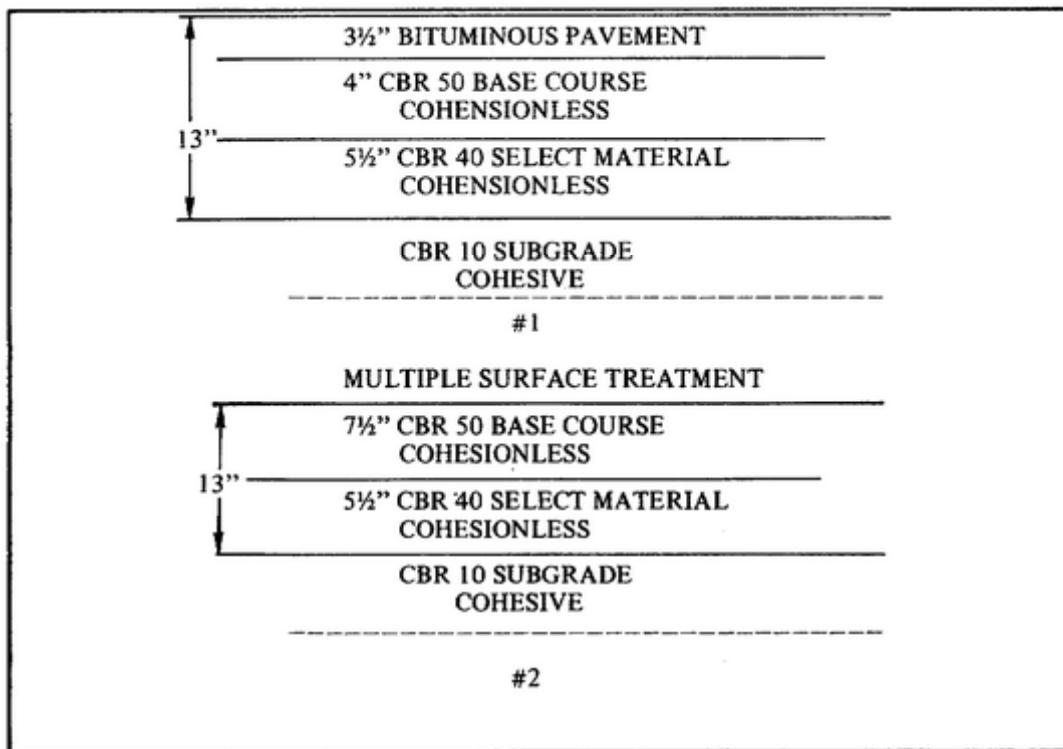 3½” BITUMINOUS PAVEMENT
4” CBR 50 BASE COURSE
COHENSIONLESS
13”
5½” CBR 40 SELECT MATERIAL
COHENSIONLESS
CBR 10 SUBGRADE
COHESIVE
#1
MULTIPLE SURFACE TREATMENT
7½” CBR 50 BASE COURSE
COHESIONLESS
13”
5½” CBR 40 SELECT MATERIAL
COHESIONLESS
CBR 10 SUBGRADE
COHESIVE
#2